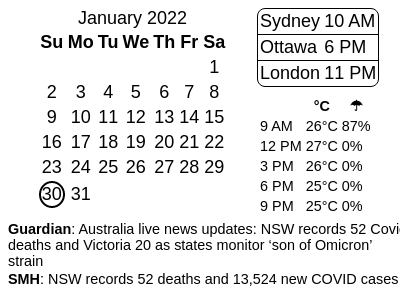 January 2022
Su Mo Tu We Th Fr Sa
1
2 3 4 5 6 7 8
9 10 11 12 13 14 15
16 17 18 19 20 21 22
23 24 25 26 27 28 29
30 31
Sydney 10 AM
Ottawa 6 PM
London 11 PM
°C ☂
9 AM 26°C 87%
12 PM 27°C 0%
3 PM 26°C 0%
6 PM 25°C 0%
9 PM 25°C 0%
Guardian: Australia live news updates: NSW records 52 Covi
deaths and Victoria 20 as states monitor ‘son of Omicron’
strain
SMH: NSW records 52 deaths and 13,524 new COVID cases